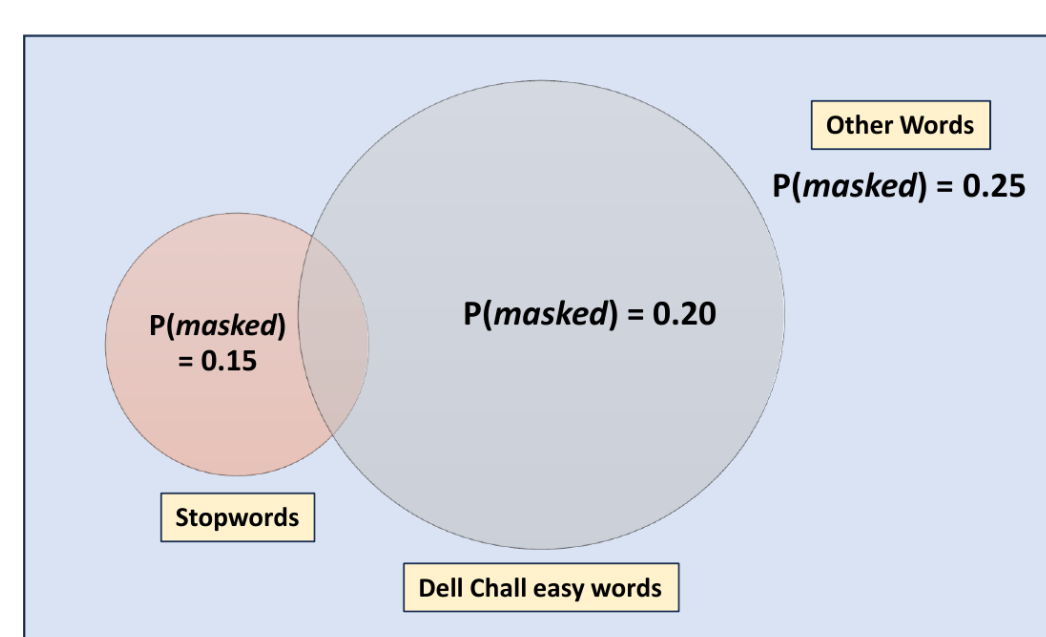 Other Words
P(masked) = 0.25
P(masked)
= 0.15
P(masked) = 0.20
Stopwords
Dell Chall easy words